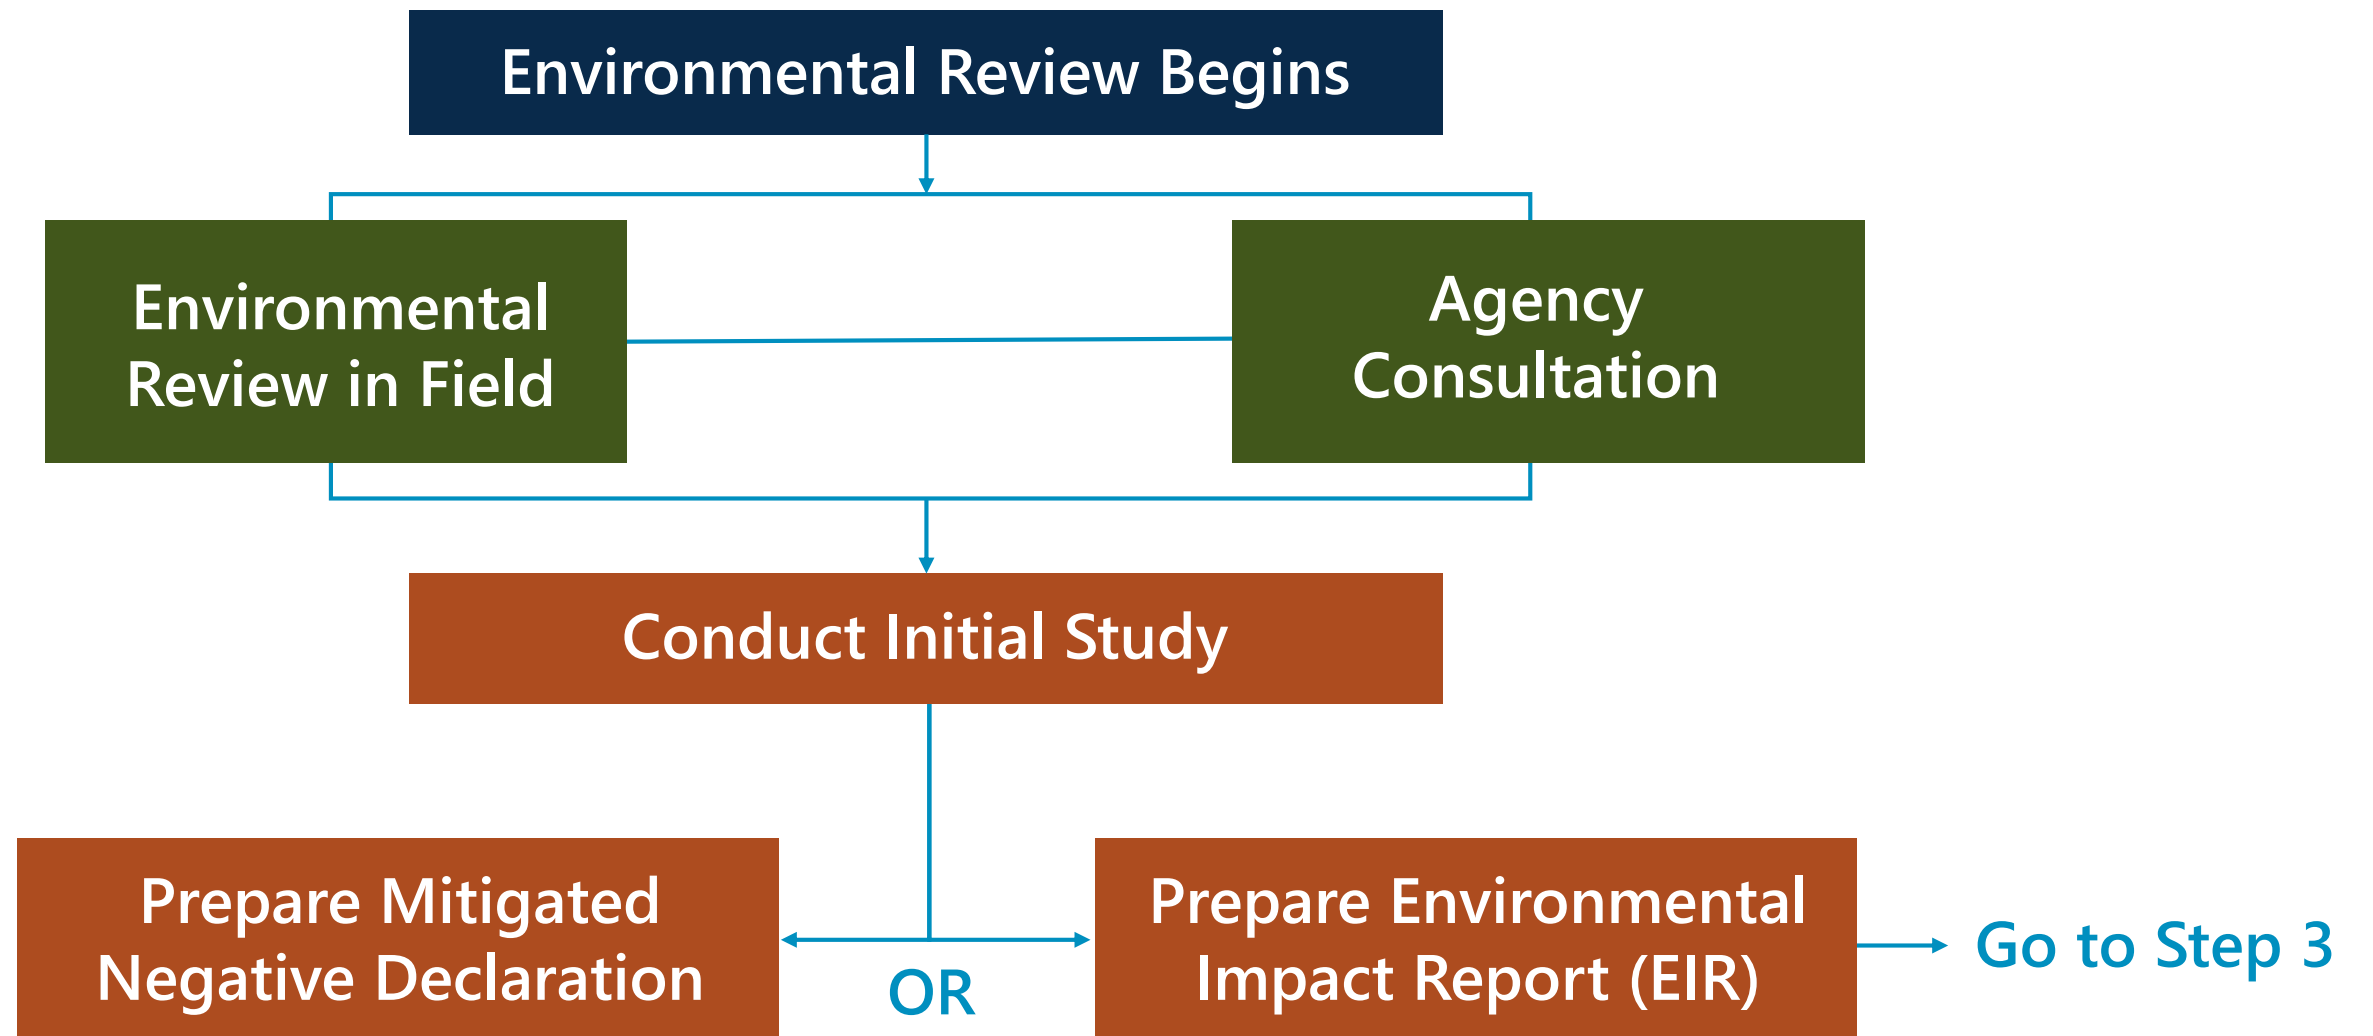 Environmental Review Begins
Environmental
Review in Field
Agency
Consultation
Conduct Initial Study
Prepare Mitigated
Negative Declaration
OR
Prepare Environmental
Impact Report (EIR)
Go to Step 3